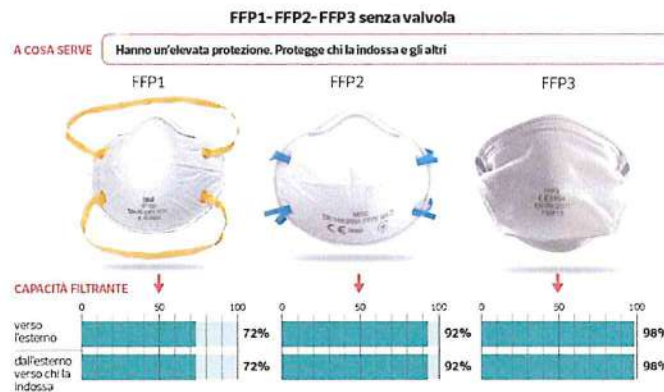 FFP1-FFP2-FFP3 senza valvola
A COSA SERVE
Hanno un'elevata protezione. Protegge chi la indossa e gli altri
FFP1 FFP2 FFP3
CAPACITÀ FILTRANTE
0 50 100 0 50 100 0 50 100
verso l'esterno 72% 92% 98%
dall'esterno verso chi la indossa 72% 92% 98%